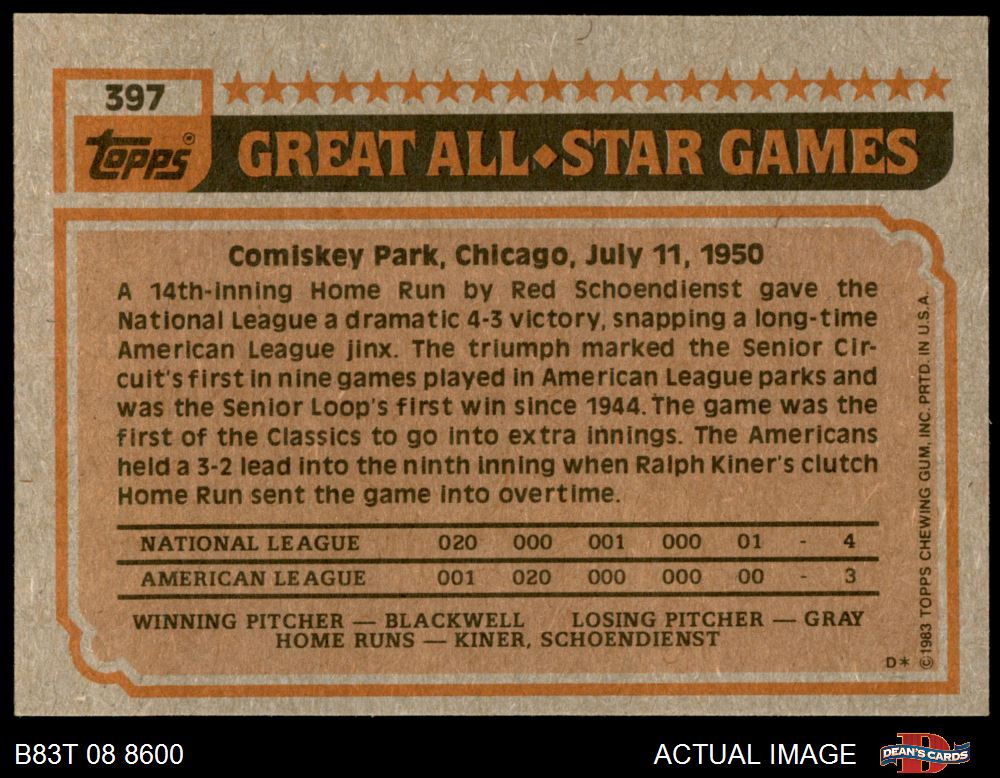 397
topps®
GREAT ALL◆STAR GAMES
Comiskey Park, Chicago, July 11, 1950
A 14th-inning Home Run by Red Schoendienst gave the
National League a dramatic 4-3 victory, snapping a long-time
American League jinx. The triumph marked the Senior Cir-
cuit's first in nine games played in American League parks and
was the Senior Loop's first win since 1944. The game was the
first of the Classics to go into extra innings. The Americans
held a 3-2 lead into the ninth inning when Ralph Kiner's clutch
Home Run sent the game into overtime.
NATIONAL LEAGUE 020 000 001 000 01 - 4
AMERICAN LEAGUE 001 020 000 000 00 - 3
WINNING PITCHER — BLACKWELL LOSING PITCHER — GRAY
HOME RUNS — KINER, SCHOENDIENST
D*
©1983 TOPPS CHEWING GUM, INC. PRTD. IN U.S.A.
B83T 08 8600
ACTUAL IMAGE
D
DEAN'S CARDS